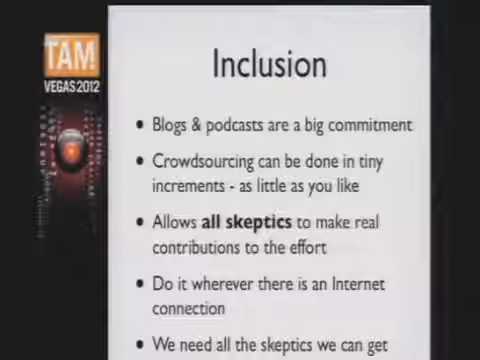 TAM!
VEGAS 2012
Inclusion
• Blogs & podcasts are a big commitment
• Crowdsourcing can be done in tiny
increments - as little as you like
• Allows all skeptics to make real
contributions to the effort
• Do it wherever there is an Internet
connection
• We need all the skeptics we can get